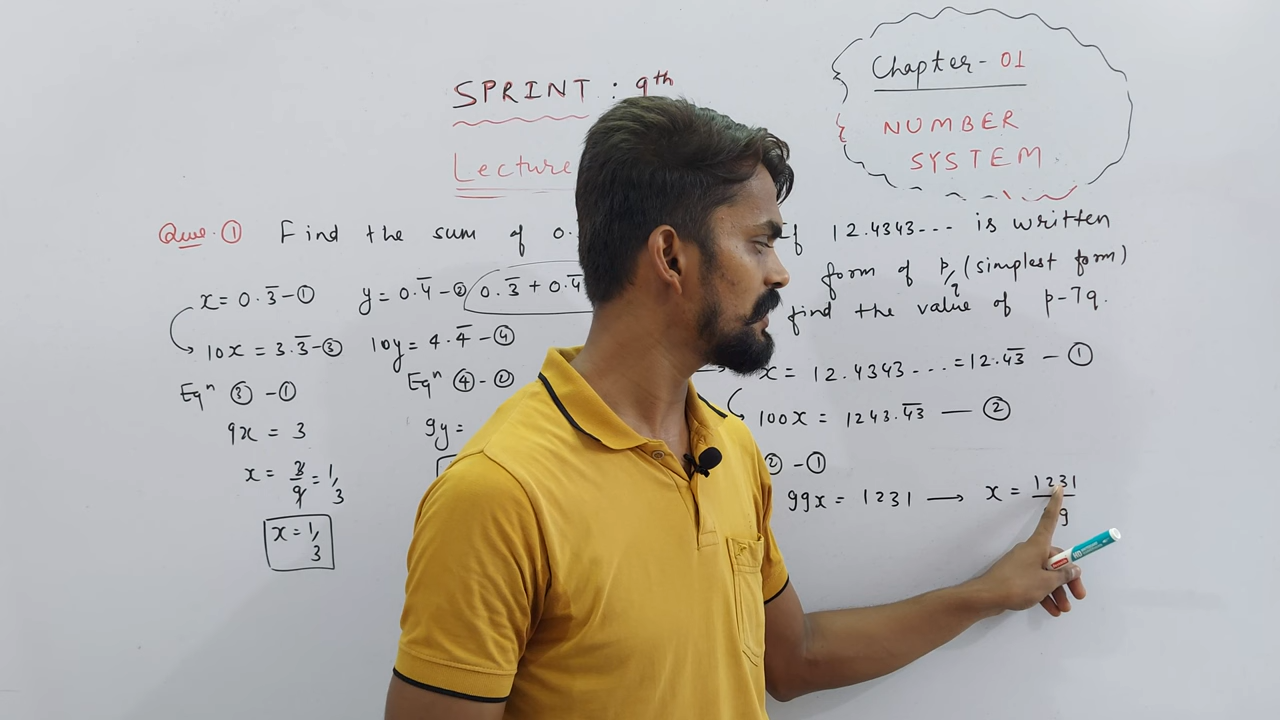 SPRINT : 9th
Lecture
Chapter - 01
NUMBER
SYSTEM
Que. ① Find the sum of 0.
x = 0.3̅ - ①
y = 0.4̅ - ②
0.3̅ + 0.4̅
10x = 3.3̅ - ③
10y = 4.4̅ - ④
Eqⁿ ③ - ①
Eqⁿ ④ - ②
9x = 3
9y =
x = 3/9 = 1/3
x = 1/3
12.4343... is written
form of p/q (simplest form)
find the value of p-7q.
x = 12.4343... = 12.4̅3̅ - ①
100x = 1243.4̅3̅ — ②
② - ①
99x = 1231 ⟶ x = 1231/ 9